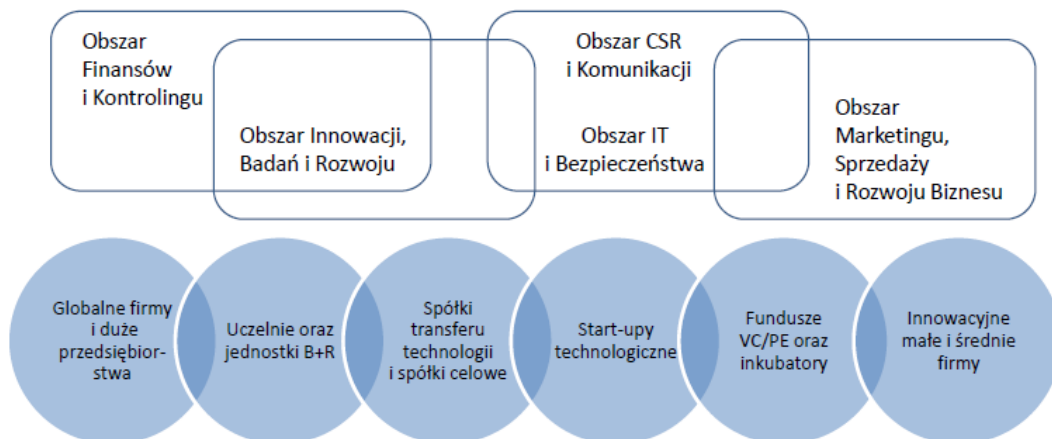 Obszar
Finansów
i Kontrolingu
Obszar Innowacji,
Badań i Rozwoju
Obszar CSR
i Komunikacji
Obszar IT
i Bezpieczeństwa
Obszar
Marketingu,
Sprzedaży
i Rozwoju Biznesu
Globalne firmy
i duże
przedsiębior-
stwa
Uczelnie oraz
jednostki B+R
Spółki
transferu
technologii
i spółki celowe
Start-upy
technologiczne
Fundusze
VC/PE oraz
inkubatory
Innowacyjne
małe i średnie
firmy